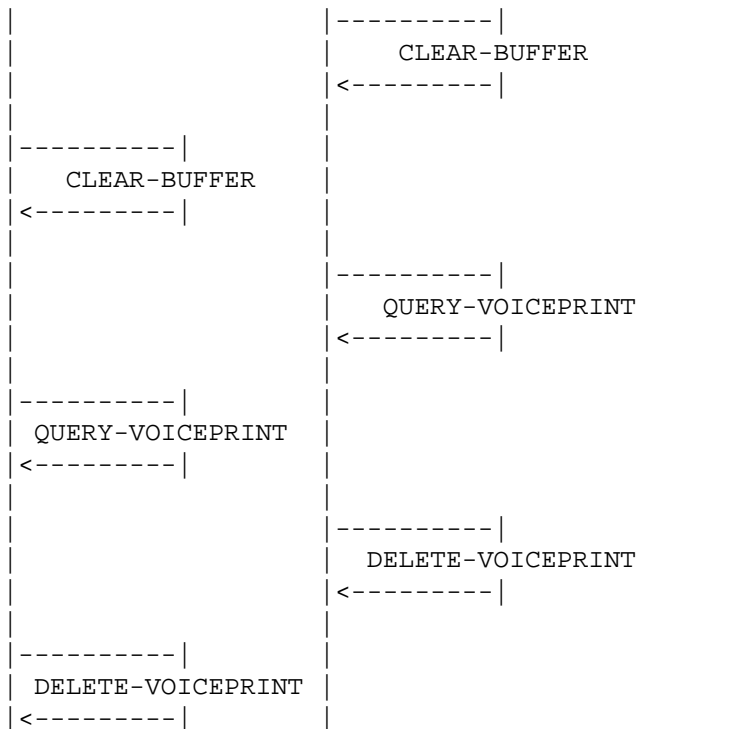 |                   |----------|
|                   |    CLEAR-BUFFER
|                   |<---------|
|                   |
|----------|        |
|   CLEAR-BUFFER    |
|<---------|        |
|                   |
|                   |----------|
|                   |   QUERY-VOICEPRINT
|                   |<---------|
|                   |
|----------|        |
| QUERY-VOICEPRINT  |
|<---------|        |
|                   |
|                   |----------|
|                   |  DELETE-VOICEPRINT
|                   |<---------|
|                   |
|----------|        |
| DELETE-VOICEPRINT |
|<---------|        |